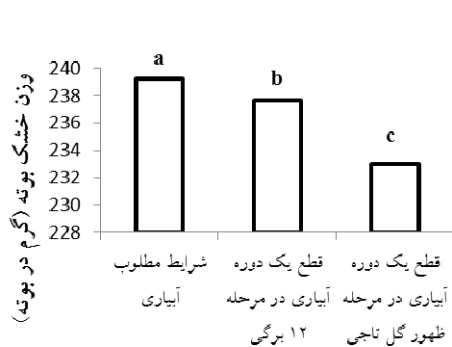 وزن خشک بوته (گرم در بوته)
240
238
236
234
232
230
228
a
b
c
شرایط مطلوب
آبیاری
قطع یک دوره
آبیاری در مرحله
۱۲ برگی
قطع یک دوره
آبیاری در مرحله
ظهور گل تاجی